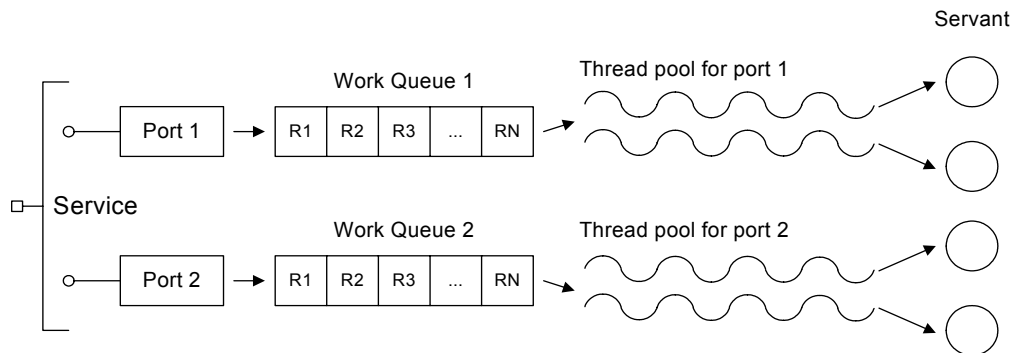 Servant
Work Queue 1
Thread pool for port 1
Port 1
R1 R2 R3 ... RN
Service
Work Queue 2
Thread pool for port 2
Port 2
R1 R2 R3 ... RN